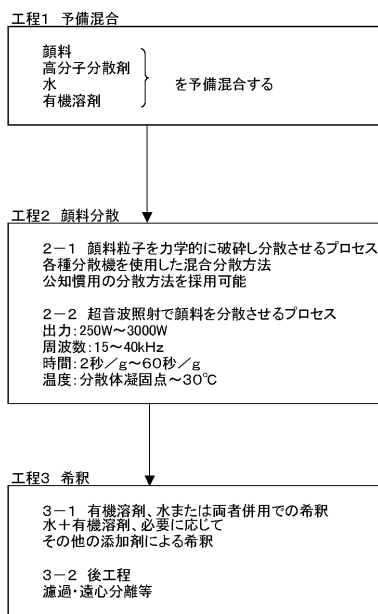 工程1 予備混合
顔料
高分子分散剤
水
有機溶剤
を予備混合する
工程2 顔料分散
2－1 顔料粒子を力学的に破砕し分散させるプロセス
各種分散機を使用した混合分散方法
公知慣用の分散方法を採用可能
2－2 超音波照射で顔料を分散させるプロセス
出力：250W～3000W
周波数：15～40kHz
時間：2秒／g～60秒／g
温度：分散体凝固点～30℃
工程3 希釈
3－1 有機溶剤、水または両者併用での希釈
水＋有機溶剤、必要に応じて
その他の添加剤による希釈
3－2 後工程
濾過・遠心分離等